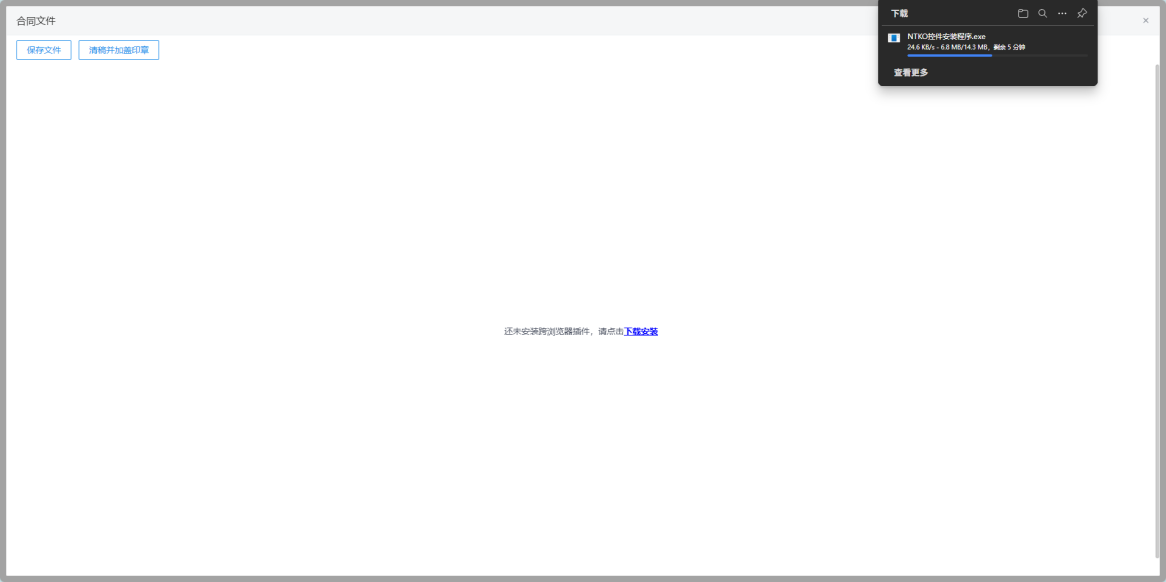 合同文件
保存文件
清稿并加盖印章
下载
NTKO控件安装程序.exe
24.6 KB/s - 6.8 MB/14.3 MB，剩余 5 分钟
查看更多
还未安装跨浏览器插件，请点击下载安装